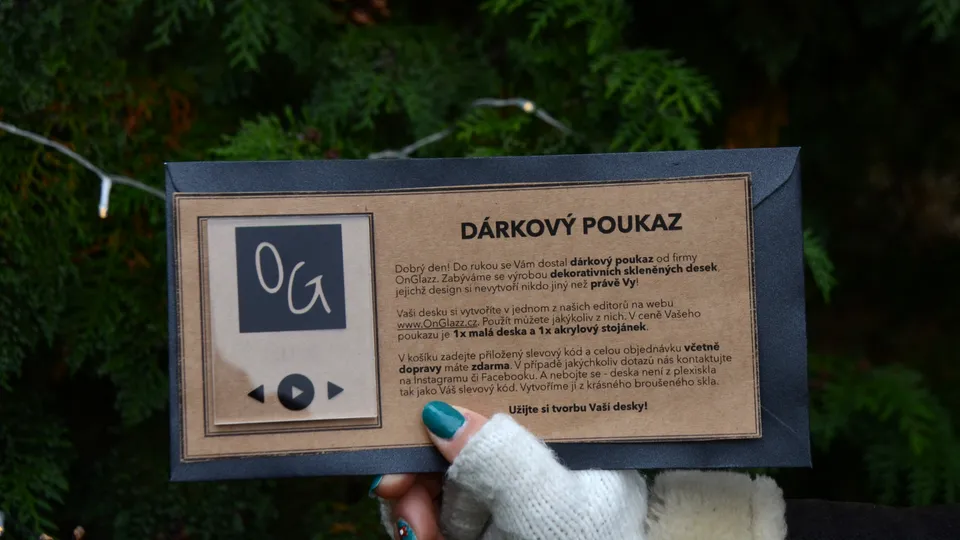 OG
DÁRKOVÝ POUKAZ
Dobrý den! Do rukou se Vám dostal dárkový poukaz od firmy
OnGlazz. Zabýváme se výrobou dekorativních skleněných desek,
jejichž design si nevytvoří nikdo jiný než právě Vy!
Vaši desku si vytvoříte v jednom z našich editorů na webu
www.OnGlazz.cz. Použít můžete jakýkoliv z nich. V ceně Vašeho
poukazu je 1x malá deska a 1x akrylový stojánek.
V košíku zadejte přiložený slevový kód a celou objednávku včetně
dopravy máte zdarma. V případě jakýchkoliv dotazů nás kontaktujte
na Instagramu či Facebooku. A nebojte se - deska není z plexiskla
tak jako Váš slevový kód. Vytvoříme ji z krásného broušeného skla.
Užijte si tvorbu Vaší desky!